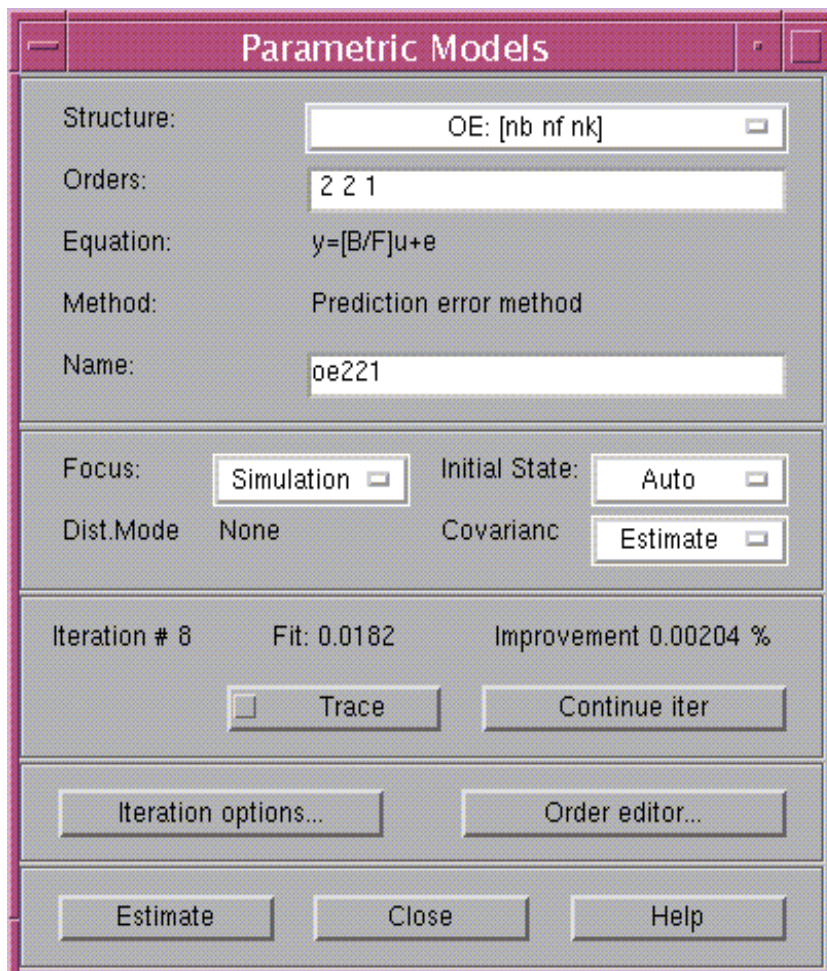 Parametric Models
Structure: OE: [nb nf nk]
Orders: 2 2 1
Equation: y=[B/F]u+e
Method: Prediction error method
Name: oe221
Focus: Simulation Initial State: Auto
Dist.Mode None Covarianc Estimate
Iteration # 8 Fit: 0.0182 Improvement 0.00204 %
Trace Continue iter
Iteration options... Order editor...
Estimate Close Help